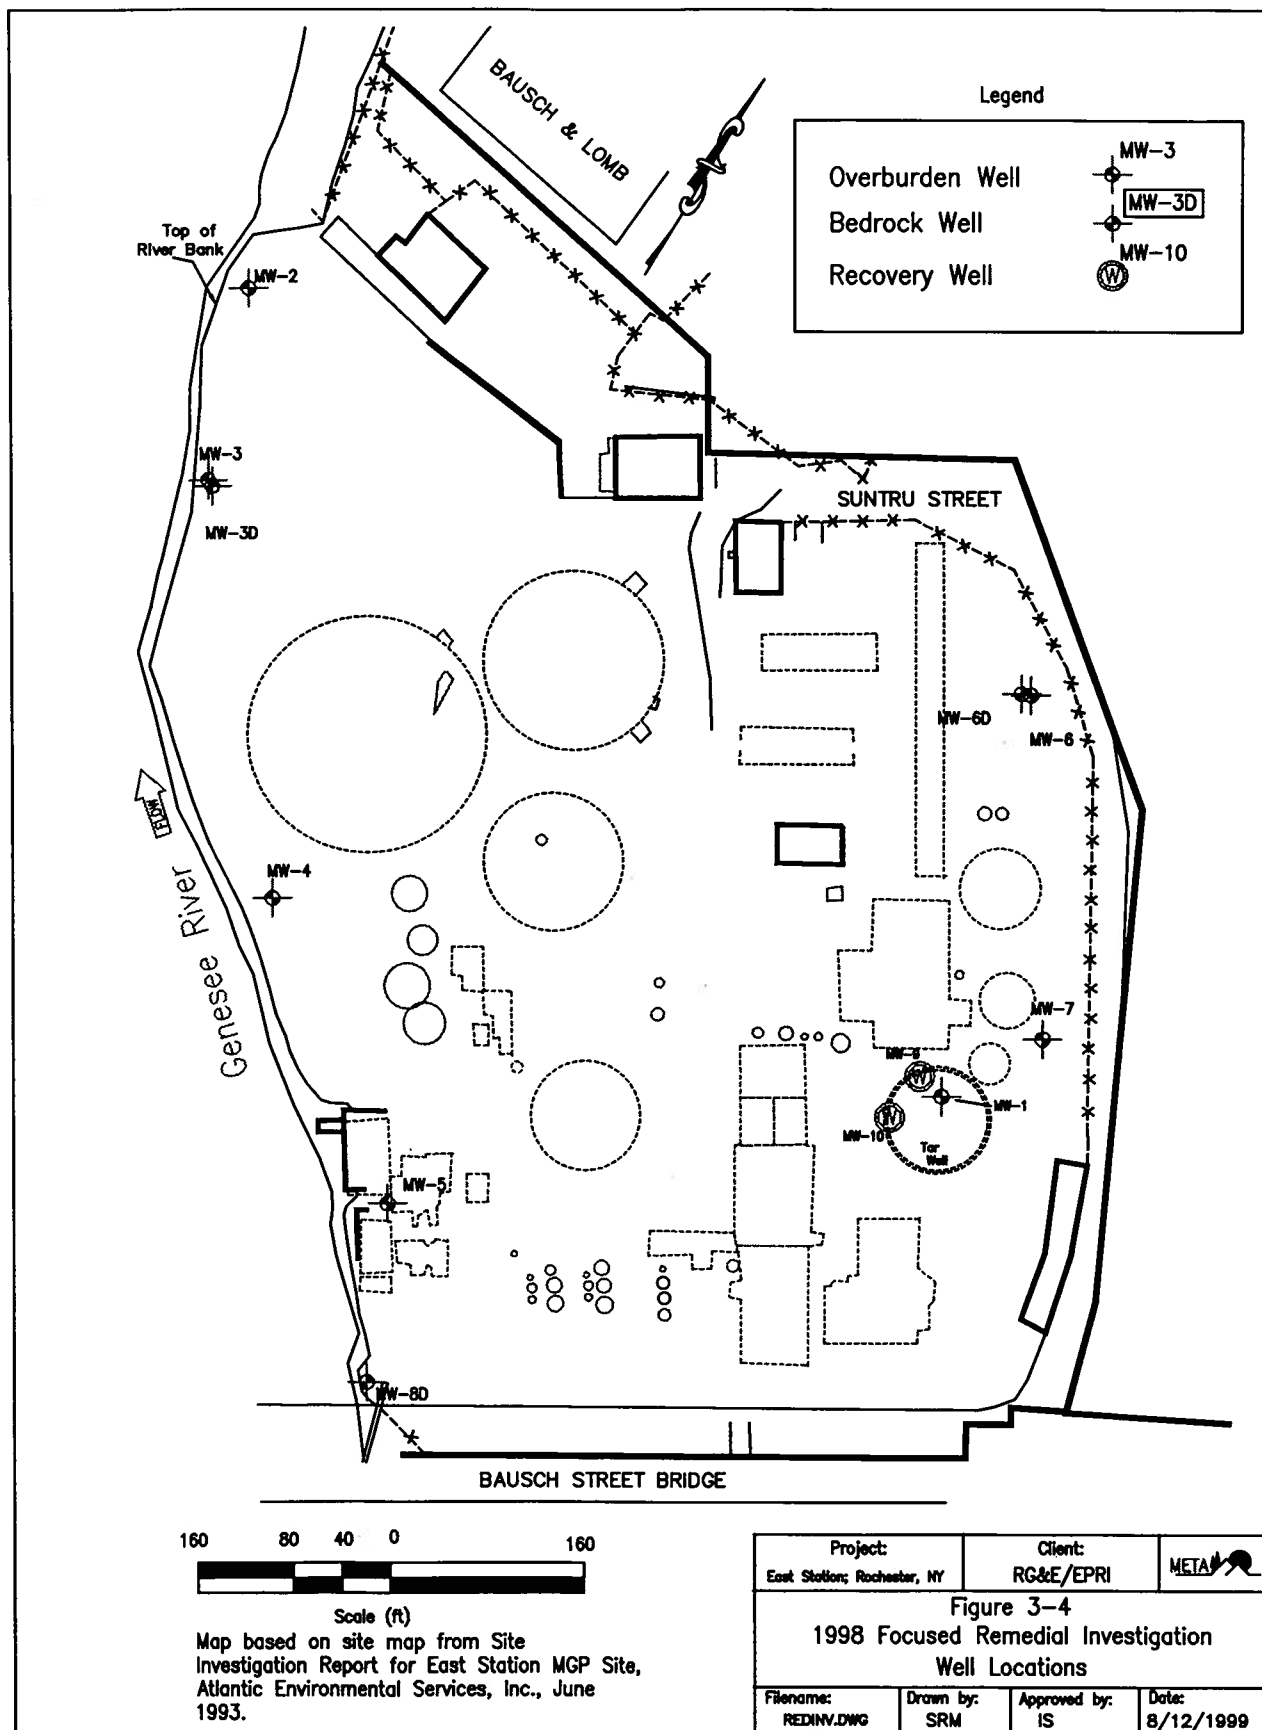 BAUSCH & LOMB
Legend
Overburden Well
MW-3
Bedrock Well
MW-3D
Recovery Well
MW-10
W
Top of
River Bank
MW-2
MW-3
MW-3D
SUNTRU STREET
MW-6D
MW-6
FLOW
Genesee River
MW-4
MW-7
MW-9
W
MW-1
W
MW-10
Tar
Well
MW-5
MW-8D
BAUSCH STREET BRIDGE
160 80 40 0 160
Scale (ft)
Map based on site map from Site
Investigation Report for East Station MGP Site,
Atlantic Environmental Services, Inc., June
1993.
Project:
East Station; Rochester, NY
Client:
RG&E/EPRI
META
Figure 3-4
1998 Focused Remedial Investigation
Well Locations
Filename:
REDINV.DWG
Drawn by:
SRM
Approved by:
IS
Date:
8/12/1999